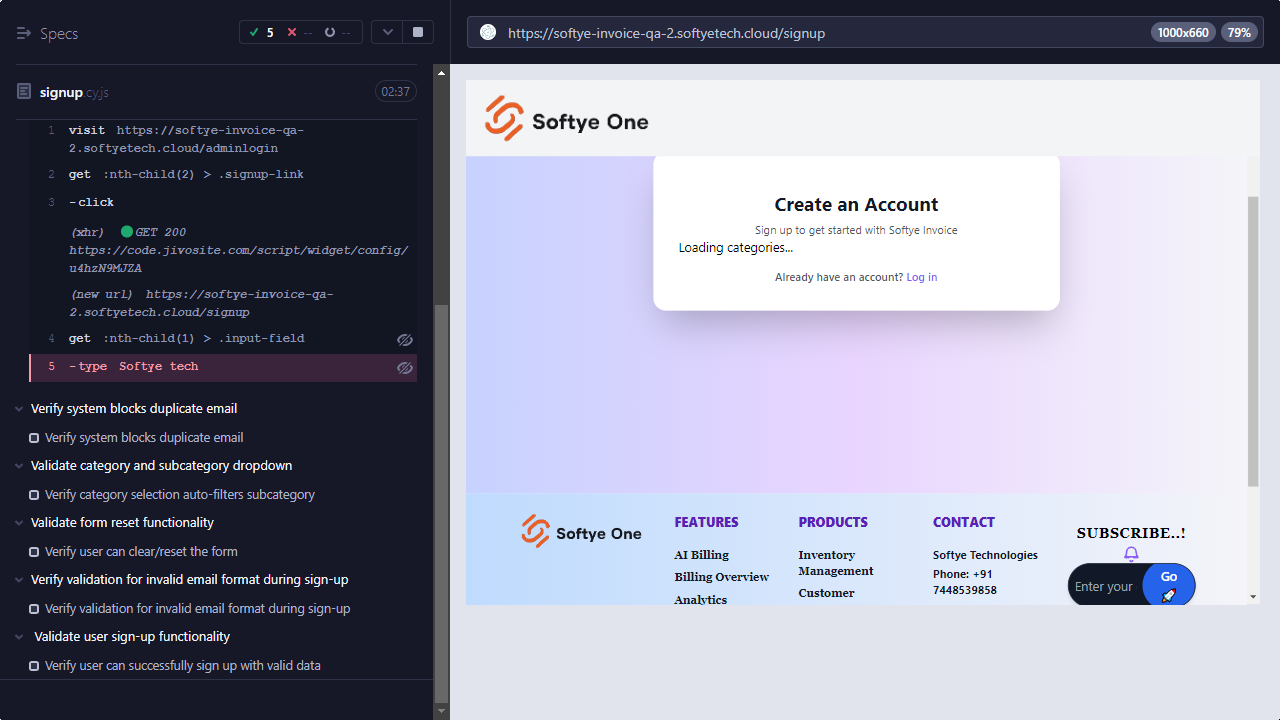 Specs
5 -- --
https://softye-invoice-qa-2.softyetech.cloud/signup
1000x660 79%
signup.cy.js 02:37
1 visit https://softye-invoice-qa-
2.softyetech.cloud/adminlogin
2 get :nth-child(2) > .signup-link
3 -click
(xhr) GET 200
https://code.jivosite.com/script/widget/config/
u4hzN9MJZA
(new url) https://softye-invoice-qa-
2.softyetech.cloud/signup
4 get :nth-child(1) > .input-field
5 -type Softye tech
Verify system blocks duplicate email
Verify system blocks duplicate email
Validate category and subcategory dropdown
Verify category selection auto-filters subcategory
Validate form reset functionality
Verify user can clear/reset the form
Verify validation for invalid email format during sign-up
Verify validation for invalid email format during sign-up
Validate user sign-up functionality
Verify user can successfully sign up with valid data
Softye One
Create an Account
Sign up to get started with Softye Invoice
Loading categories...
Already have an account? Log in
Softye One
FEATURES
AI Billing
Billing Overview
Analytics
PRODUCTS
Inventory
Management
Customer
CONTACT
Softye Technologies
Phone: +91
7448539858
SUBSCRIBE..!
Enter your
Go